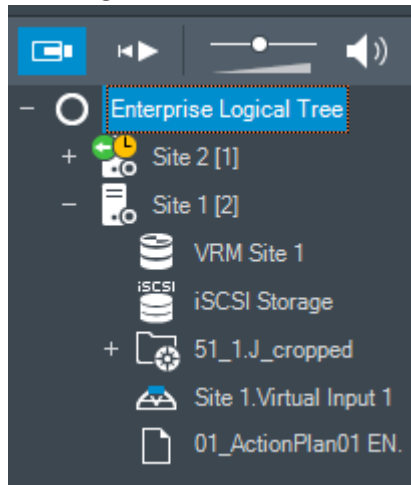 Enterprise Logical Tree
Site 2 [1]
Site 1 [2]
VRM Site 1
iSCSI
iSCSI Storage
51_1.J_cropped
Site 1.Virtual Input 1
01_ActionPlan01 EN.